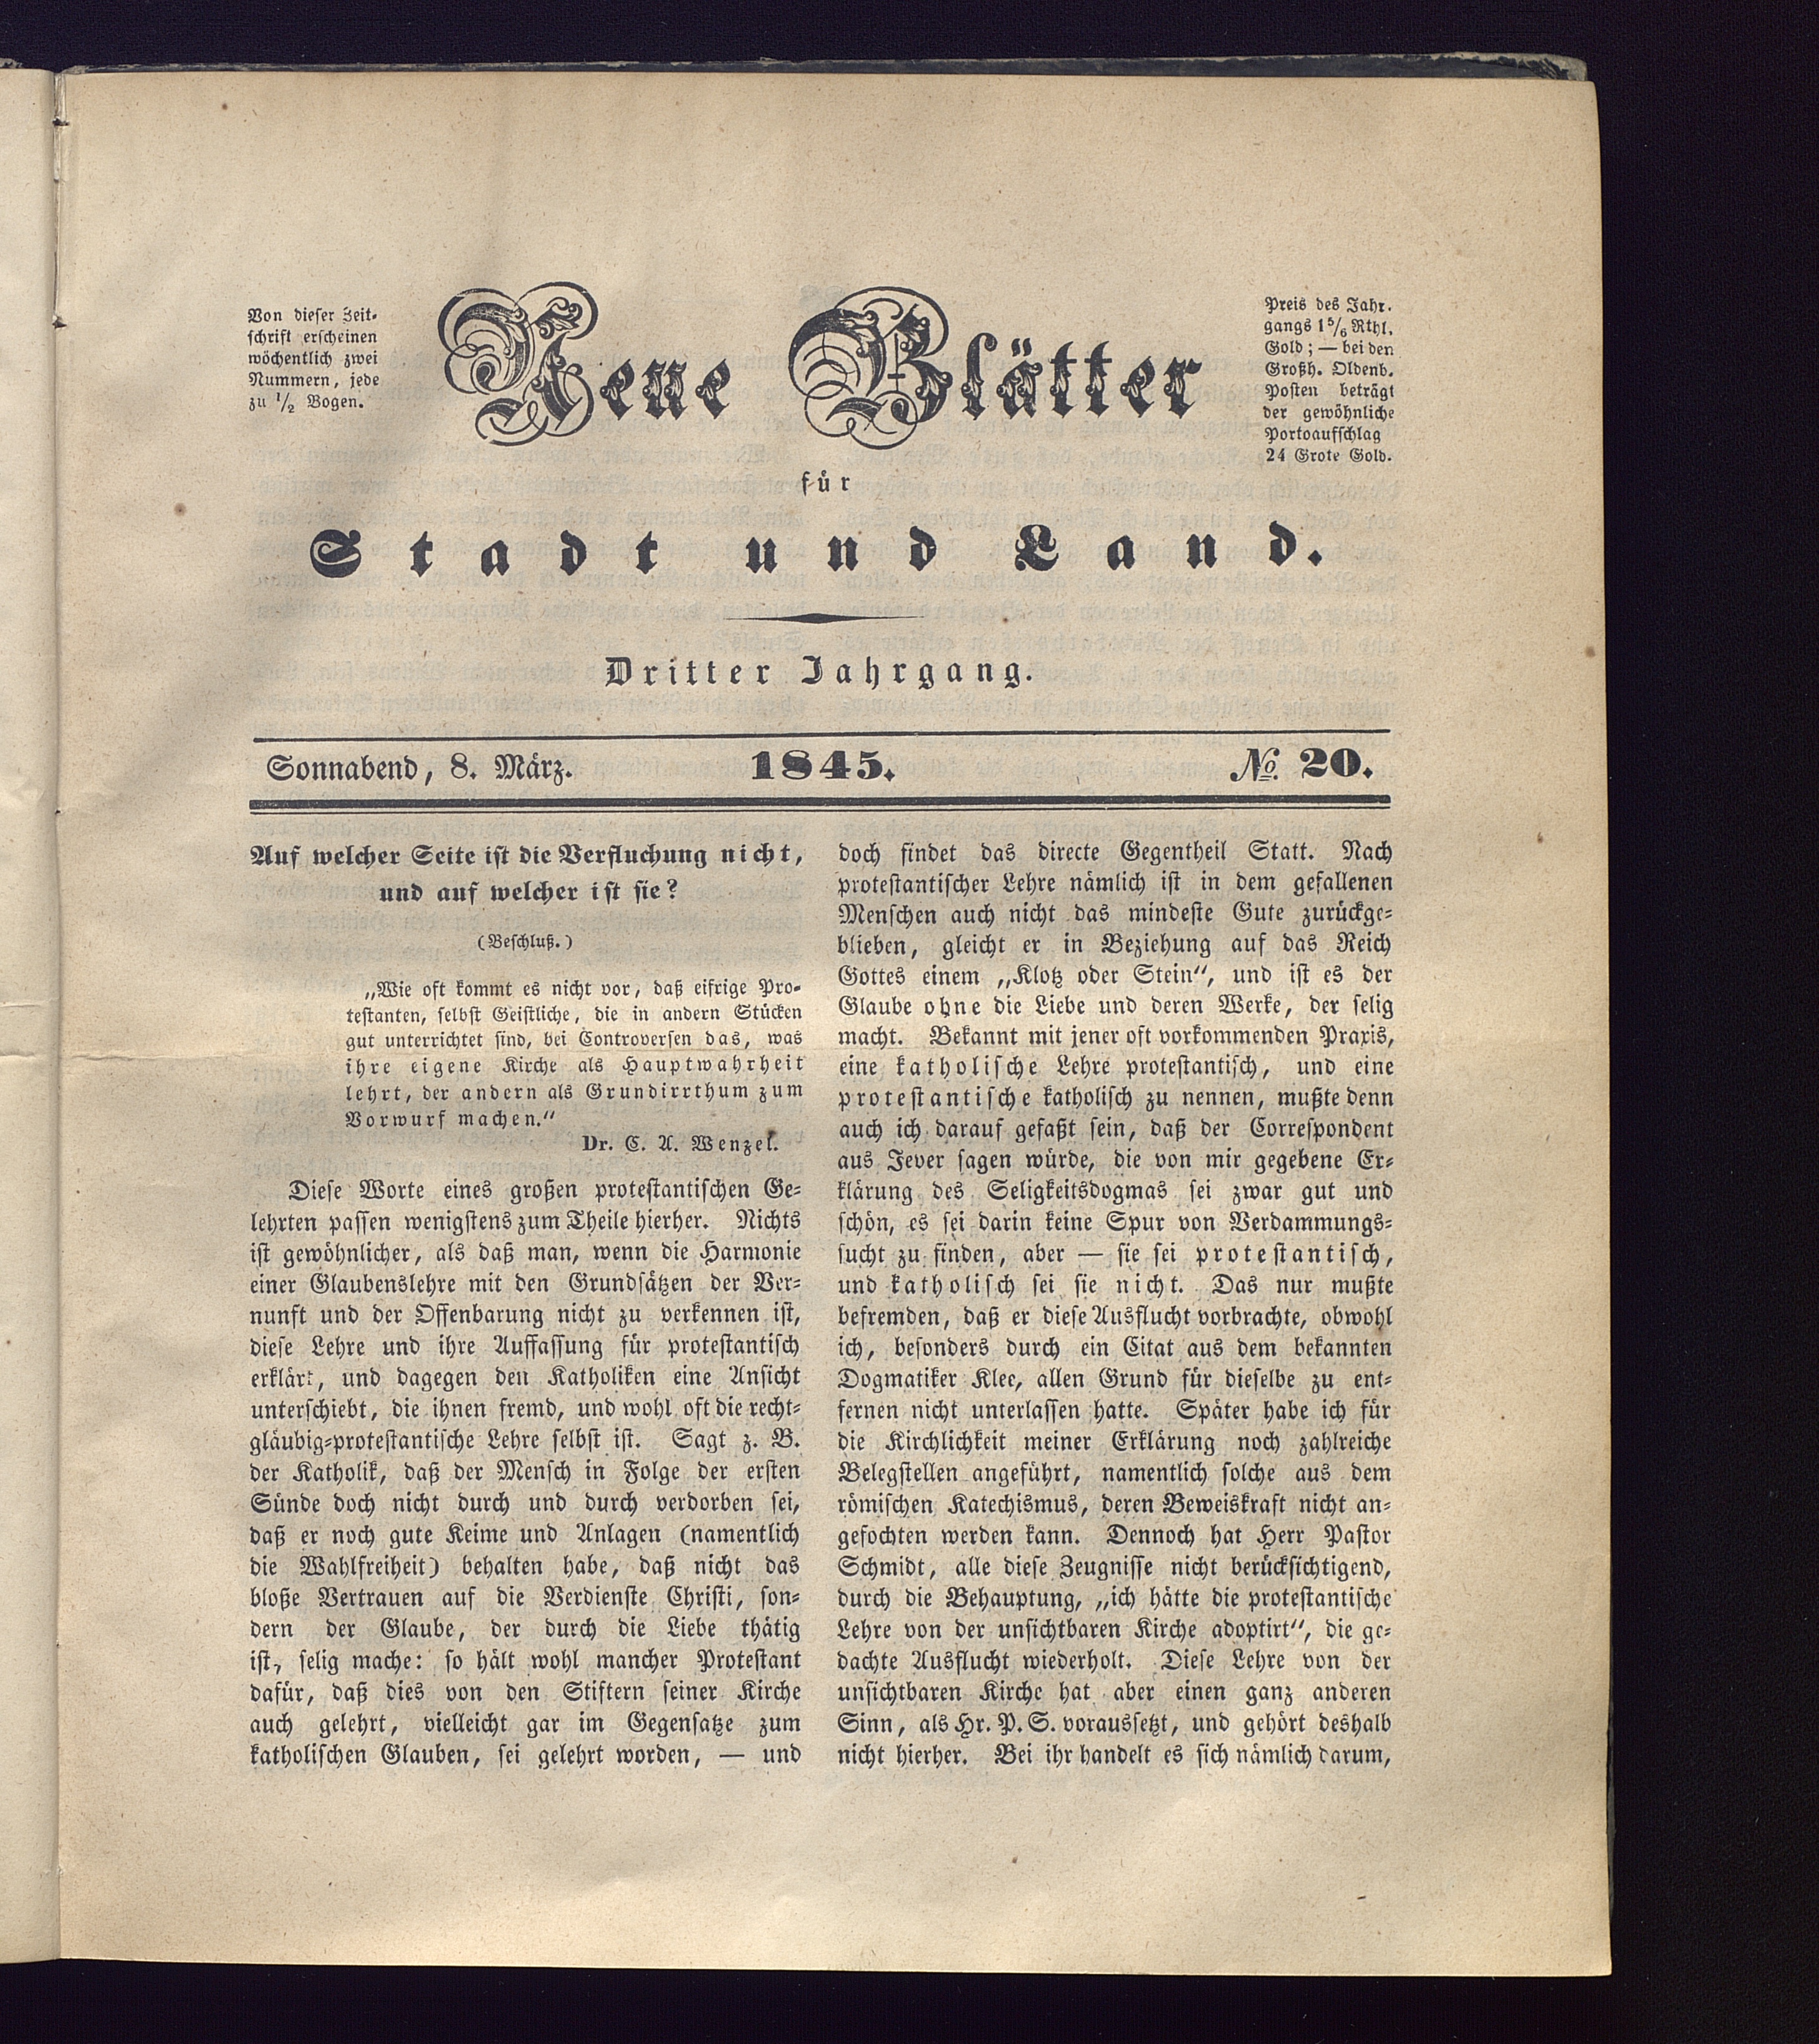 Von dieser Zeit-
schrift erscheinen
wöchentlich zwei
Nummern, jede
zu 1/2 Bogen.
Neue Blätter
für
Stadt und Land.
Preis des Jahr-
gangs 1 5/6 Rthl.
Gold; — bei den
Großh. Oldenb.
Posten beträgt
der gewöhnliche
Portoaufschlag
24 Grote Gold.
Dritter Jahrgang.
Sonnabend, 8. März. 1845. No. 20.
Auf welcher Seite ist die Verfluchung nicht,
und auf welcher ist sie?
(Beschluß.)
„Wie oft kommt es nicht vor, daß eifrige Pro-
testanten, selbst Geistliche, die in andern Stücken
gut unterrichtet sind, bei Controversen das, was
ihre eigene Kirche als Hauptwahrheit
lehrt, der andern als Grundirrthum zum
Vorwurf machen.“
Dr. C. A. Wenzel.
Diese Worte eines großen protestantischen Ge-
lehrten passen wenigstens zum Theile hierher. Nichts
ist gewöhnlicher, als daß man, wenn die Harmonie
einer Glaubenslehre mit den Grundsätzen der Ver-
nunft und der Offenbarung nicht zu verkennen ist,
diese Lehre und ihre Auffassung für protestantisch
erklärt, und dagegen den Katholiken eine Ansicht
unterschiebt, die ihnen fremd, und wohl oft die recht-
gläubig-protestantische Lehre selbst ist. Sagt z. B.
der Katholik, daß der Mensch in Folge der ersten
Sünde doch nicht durch und durch verdorben sei,
daß er noch gute Keime und Anlagen (namentlich
die Wahlfreiheit) behalten habe, daß nicht das
bloße Vertrauen auf die Verdienste Christi, son-
dern der Glaube, der durch die Liebe thätig
ist, selig mache: so hält wohl mancher Protestant
dafür, daß dies von den Stiftern seiner Kirche
auch gelehrt, vielleicht gar im Gegensatze zum
katholischen Glauben, sei gelehrt worden, — und
doch findet das directe Gegentheil Statt. Nach
protestantischer Lehre nämlich ist in dem gefallenen
Menschen auch nicht das mindeste Gute zurückge-
blieben, gleicht er in Beziehung auf das Reich
Gottes einem „Klotz oder Stein“, und ist es der
Glaube ohne die Liebe und deren Werke, der selig
macht. Bekannt mit jener oft vorkommenden Praxis,
eine katholische Lehre protestantisch, und eine
protestantische katholisch zu nennen, mußte denn
auch ich darauf gefaßt sein, daß der Correspondent
aus Jever sagen würde, die von mir gegebene Er-
klärung des Seligkeitsdogmas sei zwar gut und
schön, es sei darin keine Spur von Verdammungs-
sucht zu finden, aber — sie sei protestantisch,
und katholisch sei sie nicht. Das nur mußte
befremden, daß er diese Ausflucht vorbrachte, obwohl
ich, besonders durch ein Citat aus dem bekannten
Dogmatiker Klee, allen Grund für dieselbe zu ent-
fernen nicht unterlassen hatte. Später habe ich für
die Kirchlichkeit meiner Erklärung noch zahlreiche
Belegstellen angeführt, namentlich solche aus dem
römischen Katechismus, deren Beweiskraft nicht an-
gefochten werden kann. Dennoch hat Herr Pastor
Schmidt, alle diese Zeugnisse nicht berücksichtigend,
durch die Behauptung, „ich hätte die protestantische
Lehre von der unsichtbaren Kirche adoptirt“, die ge-
dachte Ausflucht wiederholt. Diese Lehre von der
unsichtbaren Kirche hat aber einen ganz anderen
Sinn, als Hr. P. S. voraussetzt, und gehört deshalb
nicht hierher. Bei ihr handelt es sich nämlich darum,